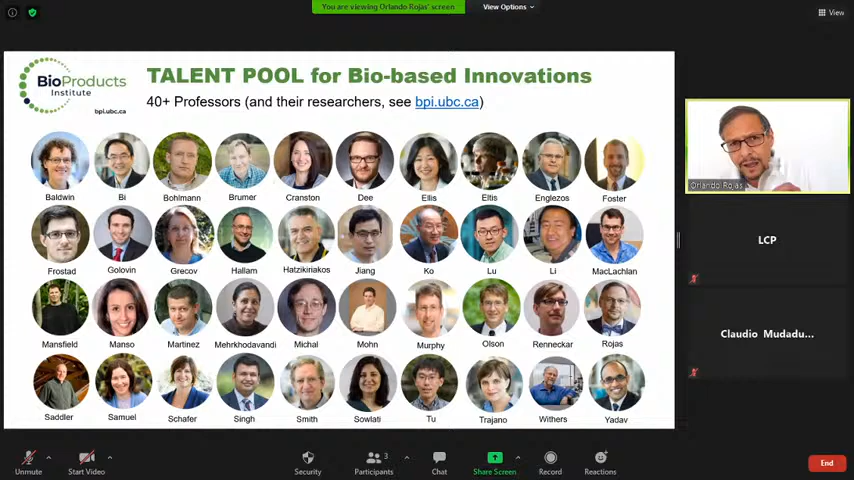 You are viewing Orlando Rojas' screen
View Options
View
BioProducts
Institute
bpi.ubc.ca
TALENT POOL for Bio-based Innovations
40+ Professors (and their researchers, see bpi.ubc.ca)
Baldwin Bi Bohlmann Brumer Cranston Dee Ellis Eltis Englezos Foster
Frostad Golovin Grecov Hallam Hatzikiriakos Jiang Ko Lu Li MacLachlan
Mansfield Manso Martinez Mehrkhodavandi Michal Mohn Murphy Olson Renneckar Rojas
Saddler Samuel Schafer Singh Smith Sowlati Tu Trajano Withers Yadav
Orlando Rojas
LCP
Claudio Mudadu...
Unmute
Start Video
Security
Participants 3
Chat
Share Screen
Record
Reactions
End